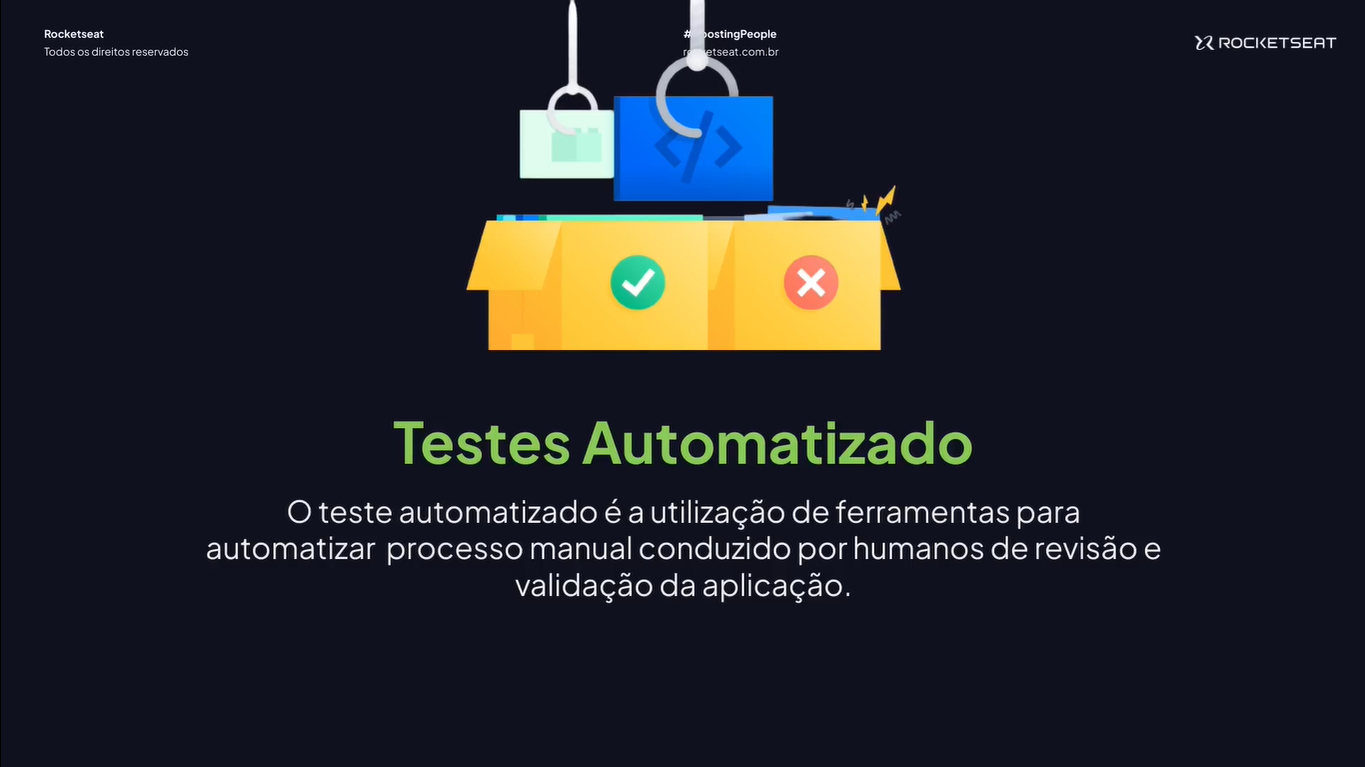 Rocketseat
Todos os direitos reservados
ROCKETSEAT
Testes Automatizado
O teste automatizado é a utilização de ferramentas para
automatizar processo manual conduzido por humanos de revisão e
validação da aplicação.